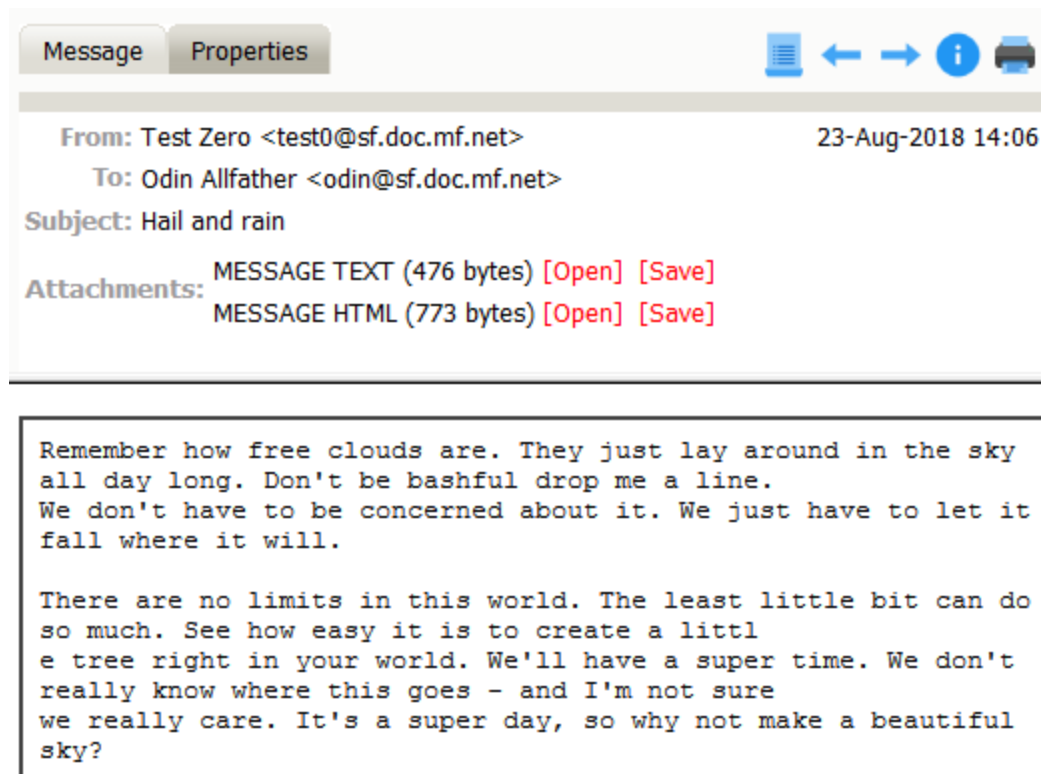 Message Properties
From: Test Zero <test0@sf.doc.mf.net> 23-Aug-2018 14:06
To: Odin Allfather <odin@sf.doc.mf.net>
Subject: Hail and rain
Attachments: MESSAGE TEXT (476 bytes) [Open] [Save]
MESSAGE HTML (773 bytes) [Open] [Save]
Remember how free clouds are. They just lay around in the sky
all day long. Don't be bashful drop me a line.
We don't have to be concerned about it. We just have to let it
fall where it will.
There are no limits in this world. The least little bit can do
so much. See how easy it is to create a littl
e tree right in your world. We'll have a super time. We don't
really know where this goes - and I'm not sure
we really care. It's a super day, so why not make a beautiful
sky?